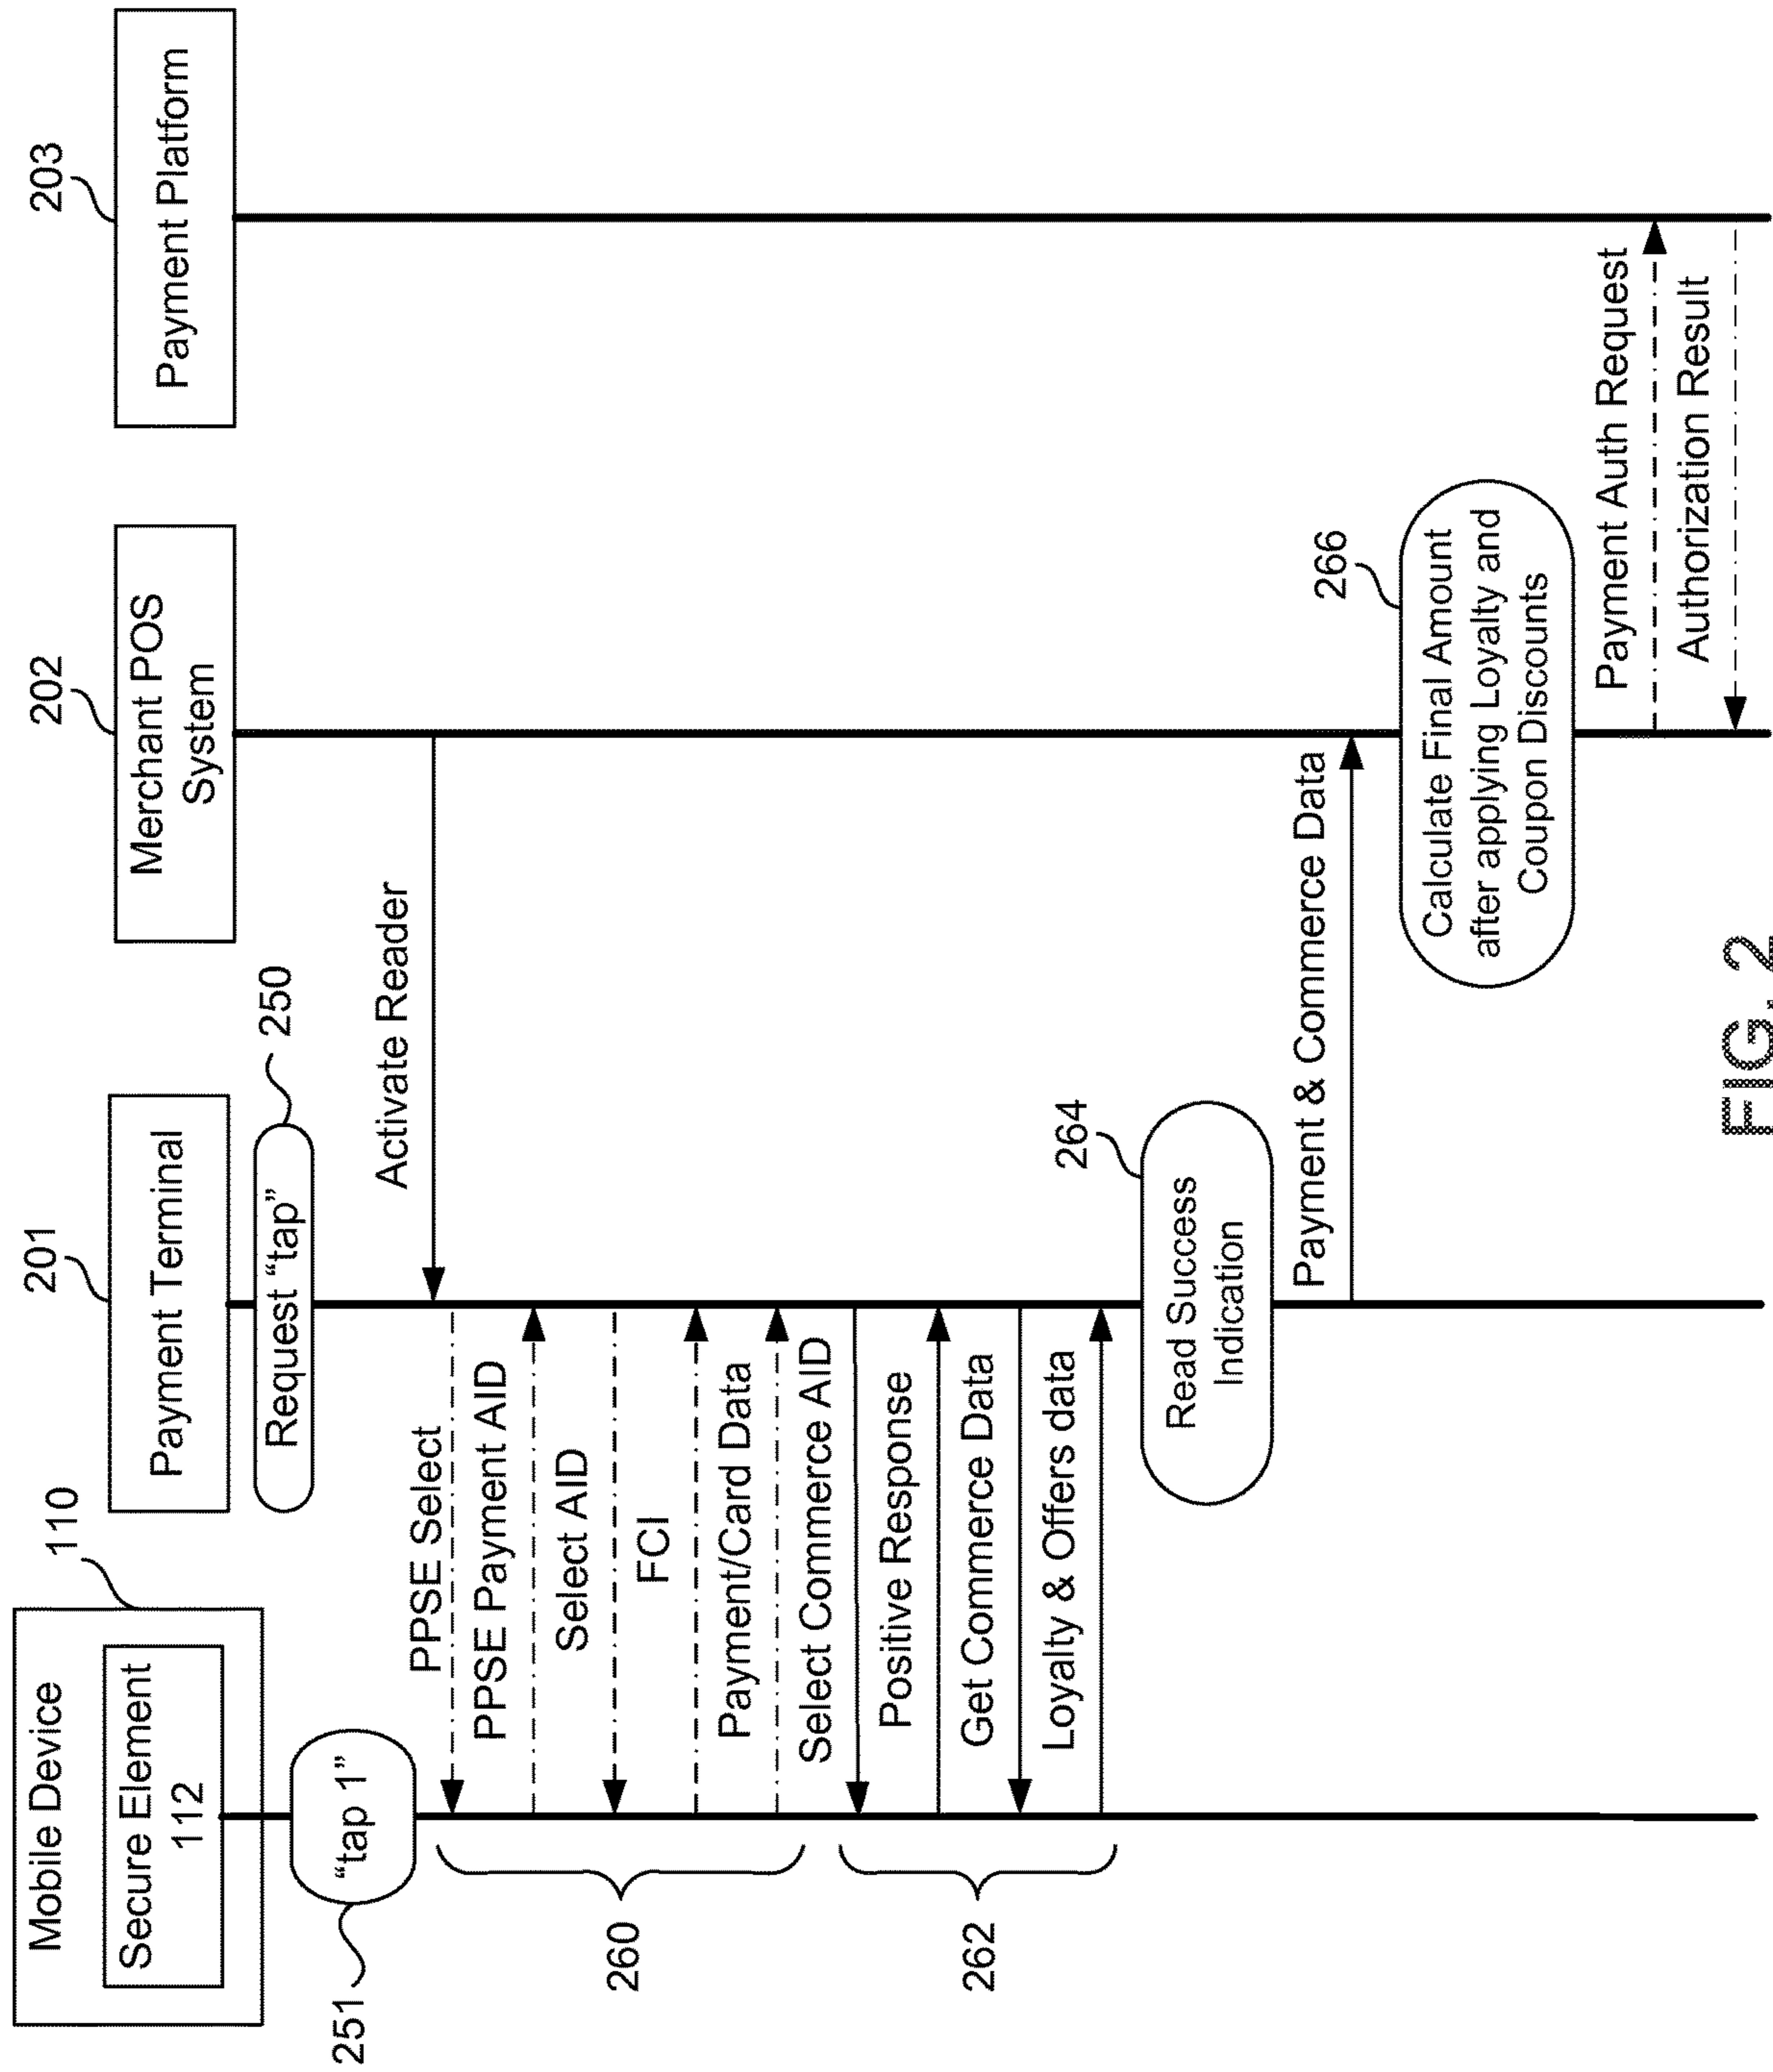 Mobile Device
110
Secure Element
112
201
Payment Terminal
202
Merchant POS
System
203
Payment Platform
251
“tap 1”
Request “tap”
250
Activate Reader
PPSE Select
PPSE Payment AID
Select AID
FCI
Payment/Card Data
260
Select Commerce AID
Positive Response
Get Commerce Data
Loyalty & Offers data
262
264
Read Success
Indication
Payment & Commerce Data
266
Calculate Final Amount
after applying Loyalty and
Coupon Discounts
Payment Auth Request
Authorization Result
FIG. 2